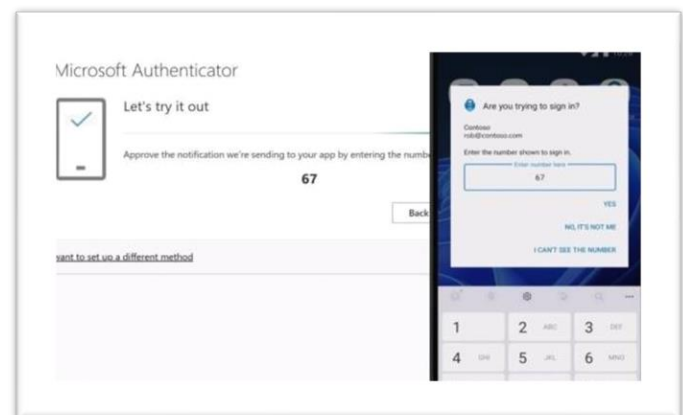 Microsoft Authenticator
Let's try it out
Approve the notification we're sending to your app by entering the numb
67
Back
want to set up a different method
Are you trying to sign in?
Contoso
rob@contoso.com
Enter the number shown to sign in.
Enter number here
67
YES
NO, IT'S NOT ME
I CAN'T SEE THE NUMBER
1
2 ABC
3 DEF
4 GHI
5 JKL
6 MNO